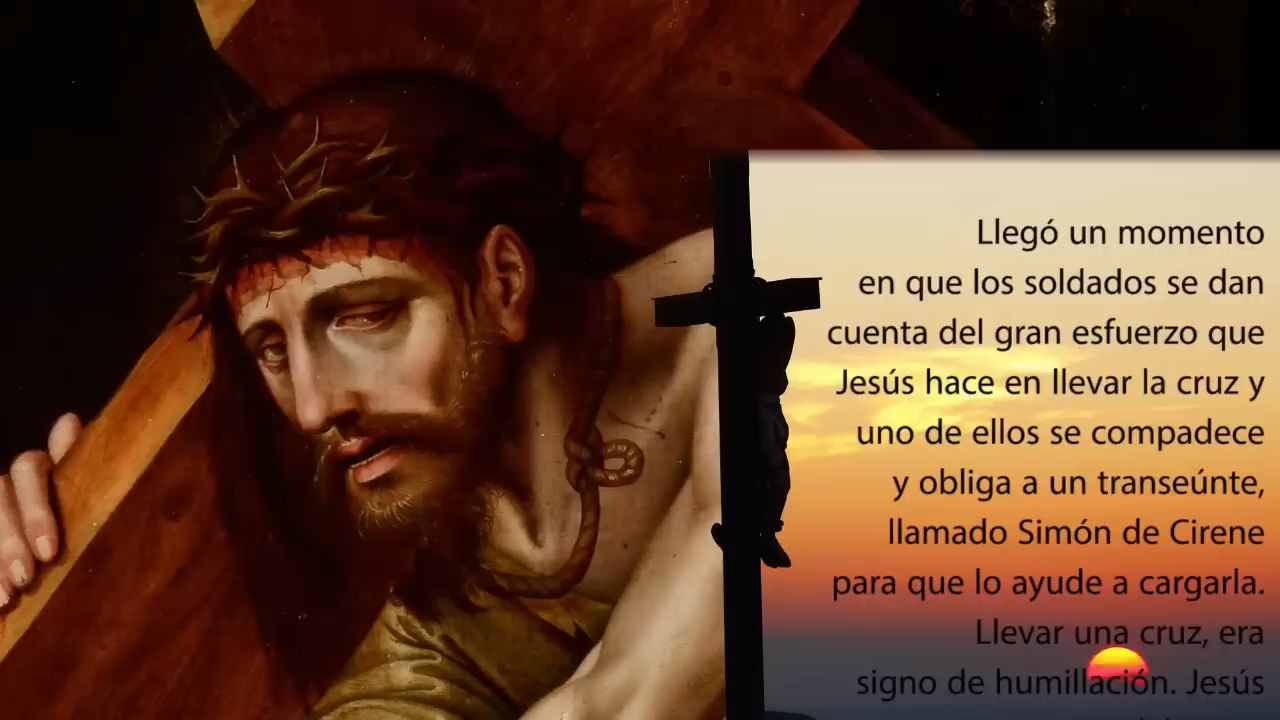 Llegó un momento
en que los soldados se dan
cuenta del gran esfuerzo que
Jesús hace en llevar la cruz y
uno de ellos se compadece
y obliga a un transeúnte,
llamado Simón de Cirene
para que lo ayude a cargarla.
Llevar una cruz, era
signo de humillación. Jesús